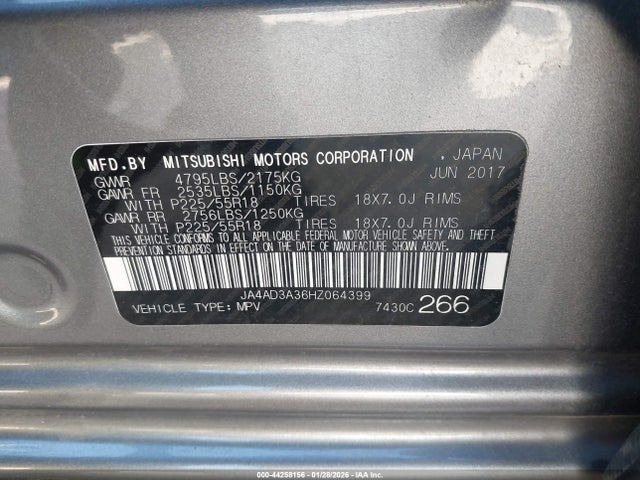 MFD.BY MITSUBISHI MOTORS CORPORATION . JAPAN
GVWR 4795LBS/2175KG JUN 2017
GAWR FR 2535LBS/1150KG
WITH P225/55R18 TIRES 18X7.0J RIMS
GAWR RR 2756LBS/1250KG
WITH P225/55R18 TIRES 18X7.0J RIMS
THIS VEHICLE CONFORMS TO ALL APPLICABLE FEDERAL MOTOR VEHICLE SAFETY AND THEFT
PREVENTION STANDARDS IN EFFECT ON THE DATE OF MANUFACTURE SHOWN ABOVE.
JA4AD3A36HZ064399
VEHICLE TYPE: MPV 7430C 266
000-44258156 - 01/28/2026 - IAA Corp.